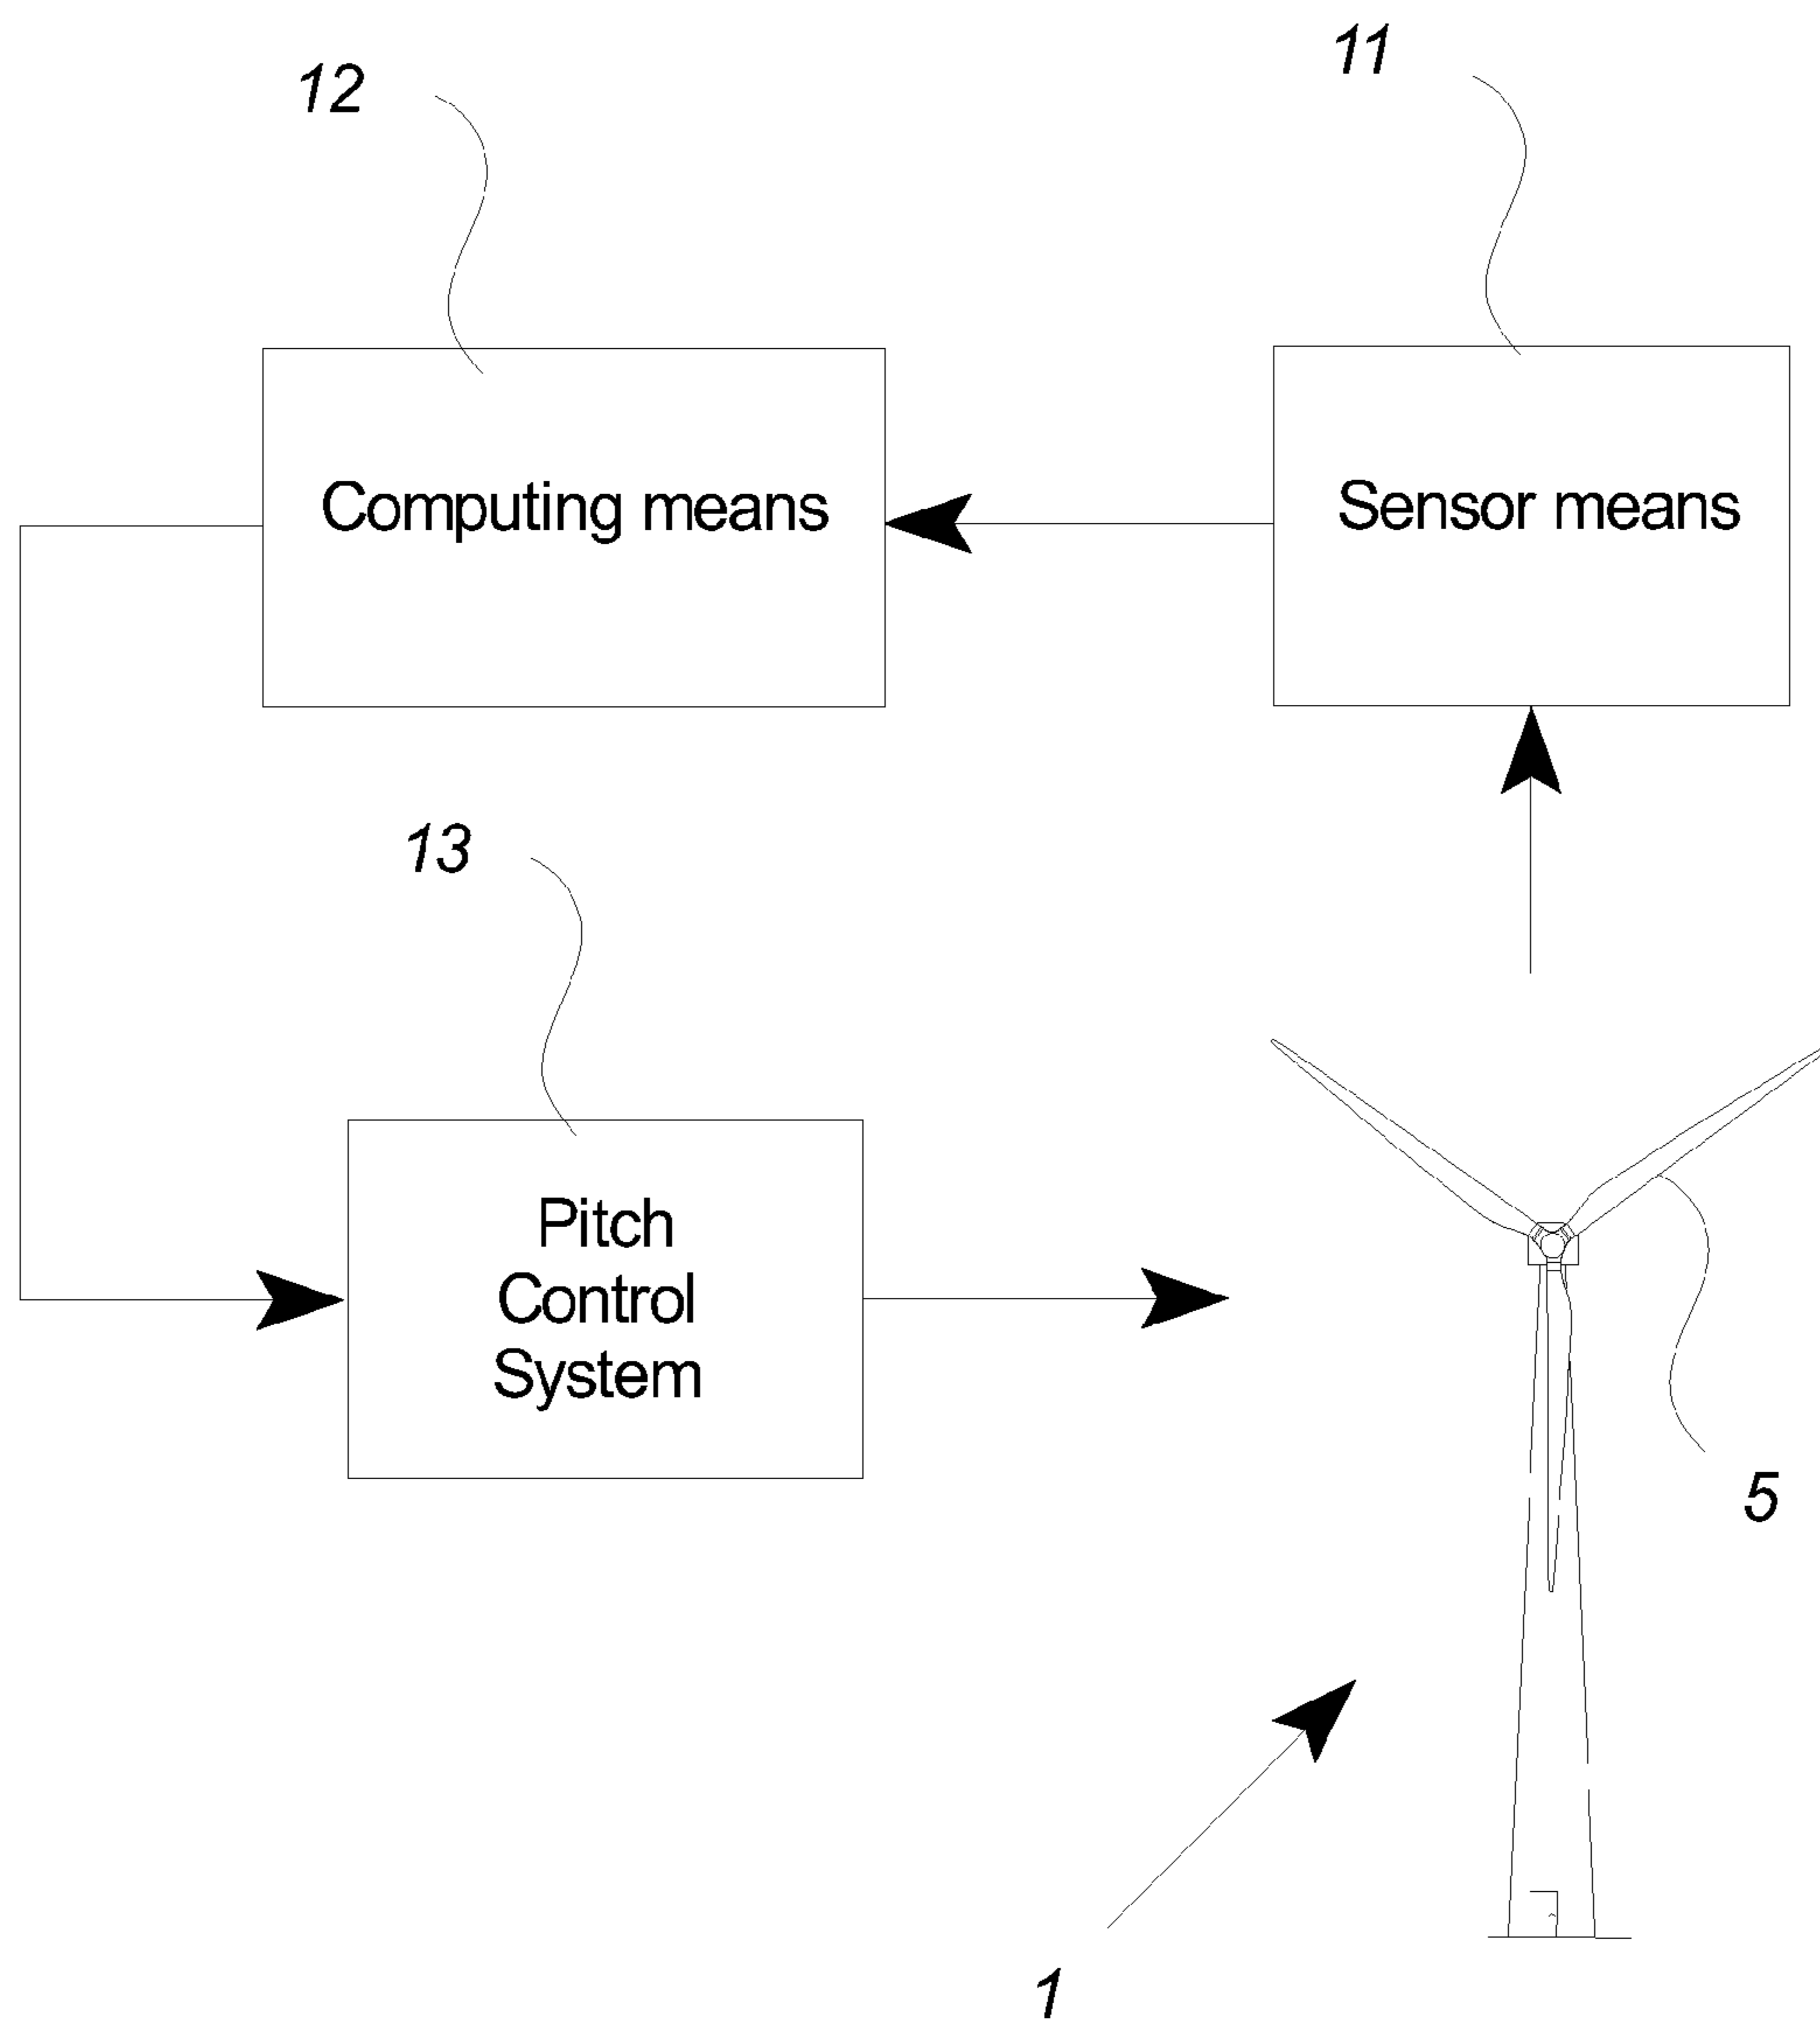 11
12
Computing means
Sensor means
13
Pitch
Control
System
5
1